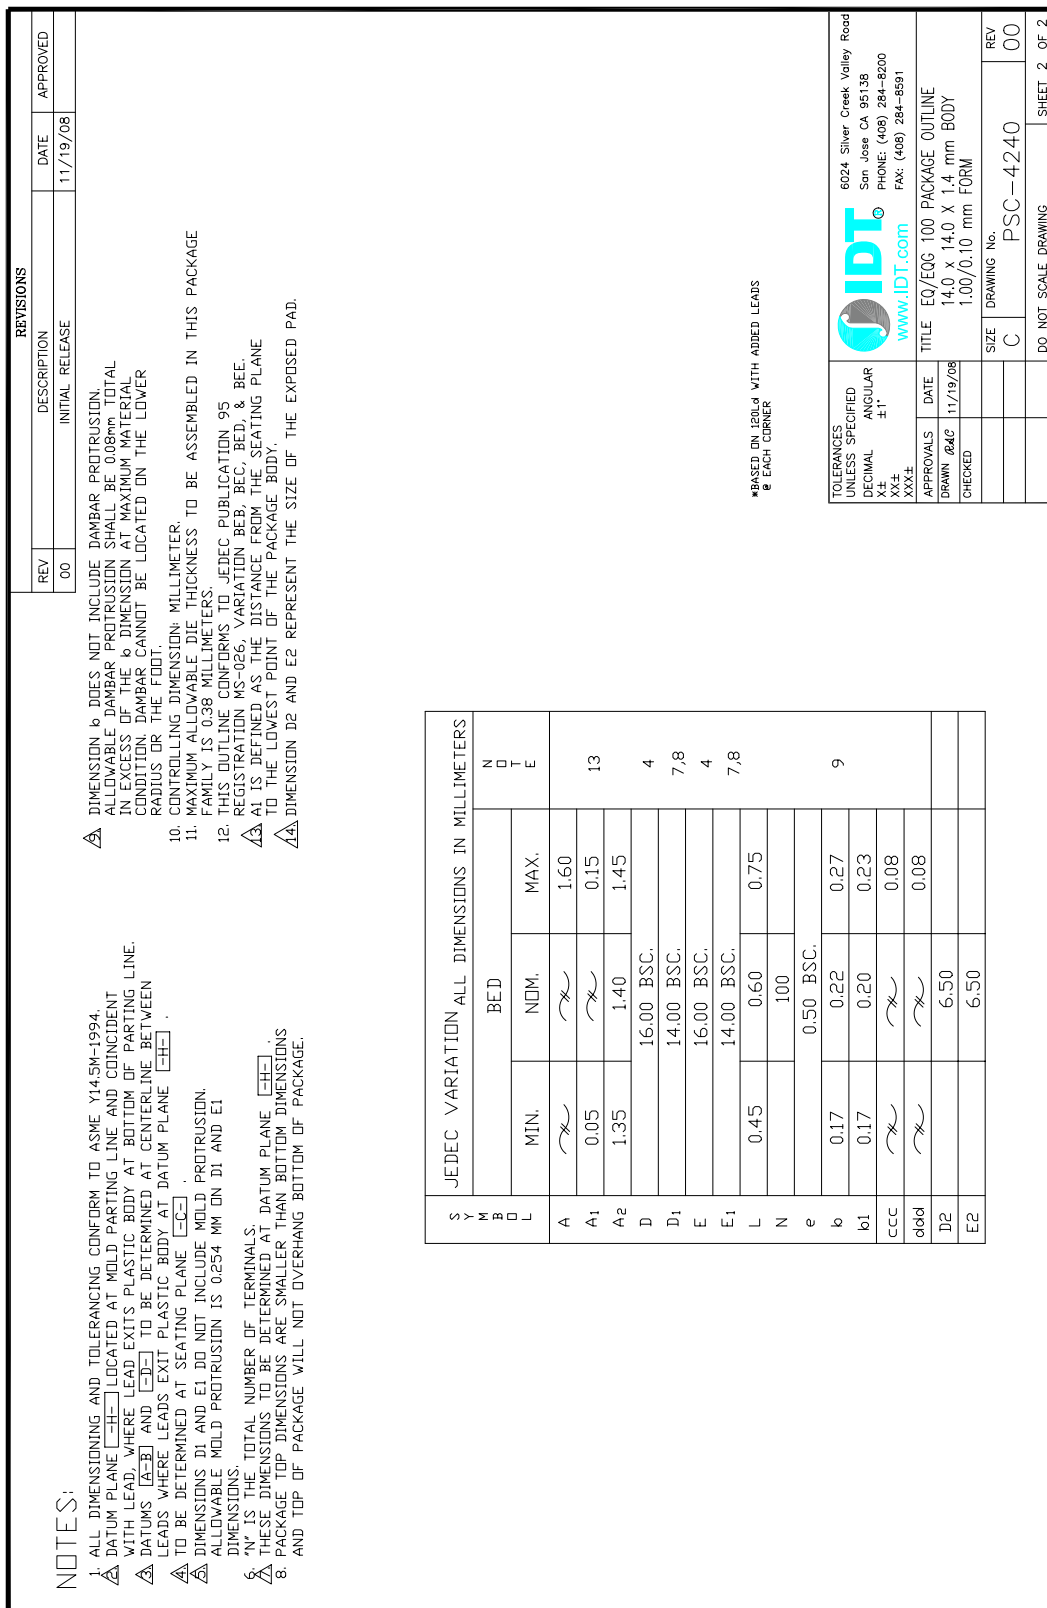 REVISIONS
REV DESCRIPTION DATE APPROVED
00 INITIAL RELEASE 11/19/08
NOTES:
1. ALL DIMENSIONING AND TOLERANCING CONFORM TO ASME Y14.5M-1994.
2. DATUM PLANE -H- LOCATED AT MOLD PARTING LINE AND COINCIDENT
WITH LEAD, WHERE LEAD EXITS PLASTIC BODY AT BOTTOM OF PARTING LINE.
3. DATUMS A-B AND -D- TO BE DETERMINED AT CENTERLINE BETWEEN
LEADS WHERE LEADS EXIT PLASTIC BODY AT DATUM PLANE -H- .
4. TO BE DETERMINED AT SEATING PLANE -C- .
5. DIMENSIONS D1 AND E1 DO NOT INCLUDE MOLD PROTRUSION.
ALLOWABLE MOLD PROTRUSION IS 0.254 MM ON D1 AND E1
DIMENSIONS.
6. "N" IS THE TOTAL NUMBER OF TERMINALS.
7. THESE DIMENSIONS TO BE DETERMINED AT DATUM PLANE -H- .
8. PACKAGE TOP DIMENSIONS ARE SMALLER THAN BOTTOM DIMENSIONS
AND TOP OF PACKAGE WILL NOT OVERHANG BOTTOM OF PACKAGE.
9. DIMENSION b DOES NOT INCLUDE DAMBAR PROTRUSION.
ALLOWABLE DAMBAR PROTRUSION SHALL BE 0.08mm TOTAL
IN EXCESS OF THE b DIMENSION AT MAXIMUM MATERIAL
CONDITION. DAMBAR CANNOT BE LOCATED ON THE LOWER
RADIUS OR THE FOOT.
10. CONTROLLING DIMENSION: MILLIMETER.
11. MAXIMUM ALLOWABLE DIE THICKNESS TO BE ASSEMBLED IN THIS PACKAGE
FAMILY IS 0.38 MILLIMETERS.
12. THIS OUTLINE CONFORMS TO JEDEC PUBLICATION 95
REGISTRATION MS-026, VARIATION BEB, BEC, BED, & BEE.
13. A1 IS DEFINED AS THE DISTANCE FROM THE SEATING PLANE
TO THE LOWEST POINT OF THE PACKAGE BODY.
14. DIMENSION D2 AND E2 REPRESENT THE SIZE OF THE EXPOSED PAD.
SYMBOL JEDEC VARIATION ALL DIMENSIONS IN MILLIMETERS
BED NOTE
MIN. NOM. MAX.
A 1.60
A1 0.05 0.15 13
A2 1.35 1.40 1.45
D 16.00 BSC. 4
D1 14.00 BSC. 7,8
E 16.00 BSC. 4
E1 14.00 BSC. 7,8
L 0.45 0.60 0.75
N 100
e 0.50 BSC.
b 0.17 0.22 0.27 9
b1 0.17 0.20 0.23
ccc 0.08
ddd 0.08
D2 6.50
E2 6.50
*BASED ON 120Ld WITH ADDED LEADS
@ EACH CORNER
TOLERANCES
UNLESS SPECIFIED
DECIMAL ANGULAR
X± ±1°
XX±
XXX±
IDT®
www.IDT.com
6024 Silver Creek Valley Road
San Jose CA 95138
PHONE: (408) 284-8200
FAX: (408) 284-8591
APPROVALS DATE
DRAWN RAC 11/19/08
CHECKED
TITLE EQ/EQG 100 PACKAGE OUTLINE
14.0 x 14.0 X 1.4 mm BODY
1.00/0.10 mm FORM
SIZE DRAWING No. REV
C PSC-4240 00
DO NOT SCALE DRAWING SHEET 2 OF 2